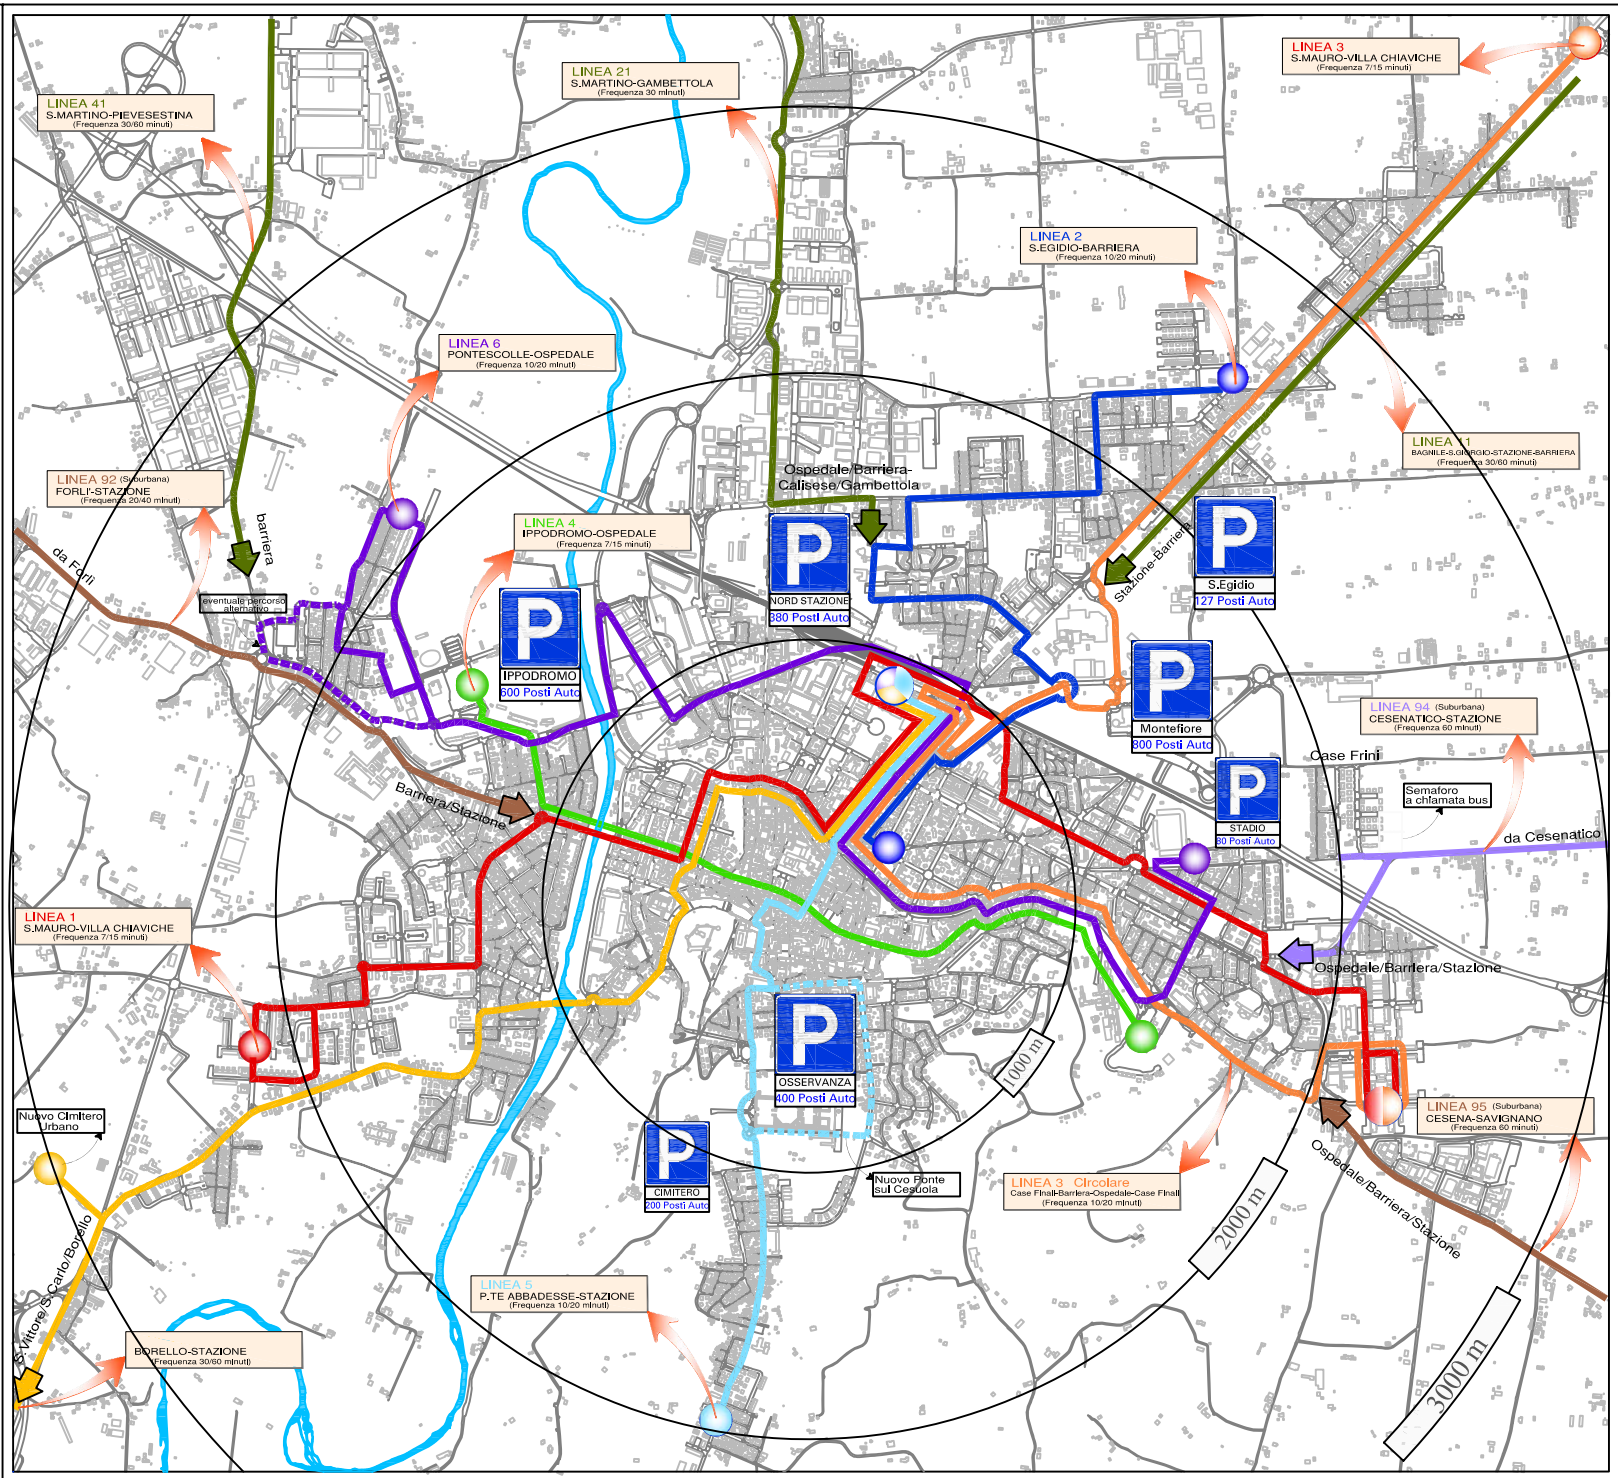 LINEA 3
S.MAURO-VILLA CHIAVICHE
(Frequenza 7/15 minuti)
LINEA 21
S.MARTINO-GAMBETTOLA
(Frequenza 30 minuti)
LINEA 41
S.MARTINO-PIEVESESTINA
(Frequenza 30/60 minuti)
LINEA 2
S.EGIDIO-BARRIERA
(Frequenza 10/20 minuti)
LINEA 6
PONTESCOLLE-OSPEDALE
(Frequenza 10/20 minuti)
LINEA 11
BAGNILE-S.GIORGIO-STAZIONE-BARRIERA
(Frequenza 30/60 minuti)
LINEA 92 (Suburbana)
FORLI'-STAZIONE
(Frequenza 20/40 minuti)
Ospedale/Barriera-
Calisese/Gambettola
LINEA 4
IPPODROMO-OSPEDALE
(Frequenza 7/15 minuti)
barriera
da Forlì
eventuale percorso
alternativo
P
NORD STAZIONE
380 Posti Auto
P
S.Egidio
127 Posti Auto
Stazione-Barriera
P
IPPODROMO
600 Posti Auto
P
Montefiore
800 Posti Auto
LINEA 94 (Suburbana)
CESENATICO-STAZIONE
(Frequenza 60 minuti)
Case Frini
Semaforo
a chiamata bus
P
STADIO
80 Posti Auto
da Cesenatico
Barriera/Stazione
LINEA 1
S.MAURO-VILLA CHIAVICHE
(Frequenza 7/15 minuti)
Ospedale/Barriera/Stazione
P
OSSERVANZA
400 Posti Auto
1000 m
Nuovo Cimitero
Urbano
LINEA 95 (Suburbana)
CESENA-SAVIGNANO
(Frequenza 60 minuti)
P
CIMITERO
200 Posti Auto
Nuovo Ponte
sul Cesuola
LINEA 3 Circolare
Case Finali-Barriera-Ospedale-Case Finali
(Frequenza 10/20 minuti)
Ospedale/Barriera/Stazione
2000 m
S.Vittore/S.Carlo/Borello
LINEA 5
P.TE ABBADESSE-STAZIONE
(Frequenza 10/20 minuti)
BORELLO-STAZIONE
(Frequenza 30/60 minuti)
3000 m